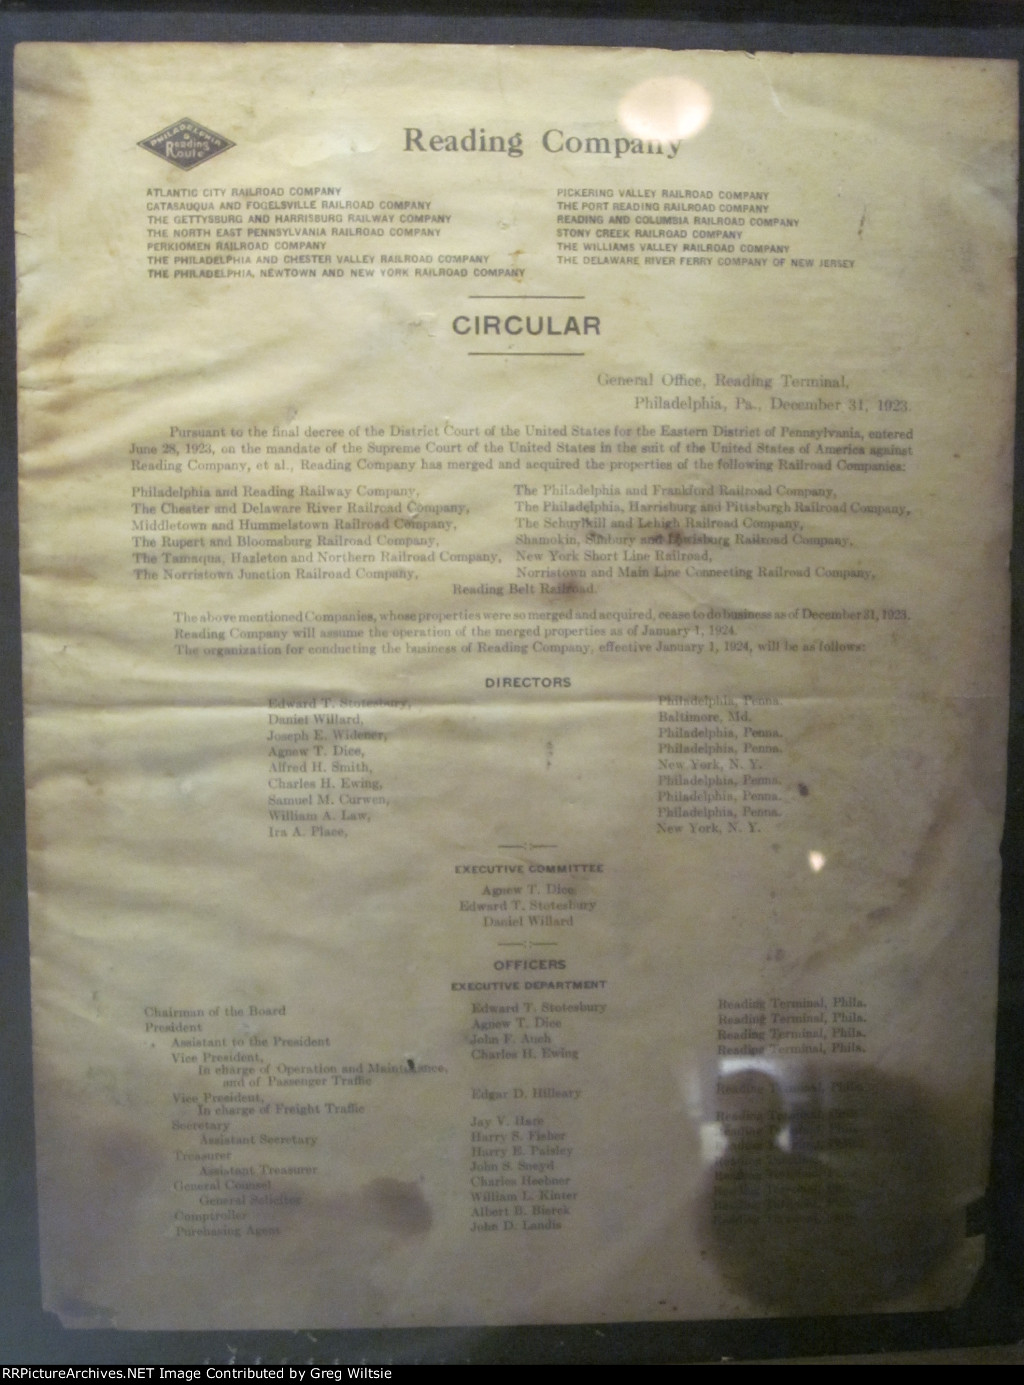 PHILADELPHIA
&
Reading
Route
Reading Company
ATLANTIC CITY RAILROAD COMPANY
CATASAUQUA AND FOGELSVILLE RAILROAD COMPANY
THE GETTYSBURG AND HARRISBURG RAILWAY COMPANY
THE NORTH EAST PENNSYLVANIA RAILROAD COMPANY
PERKIOMEN RAILROAD COMPANY
THE PHILADELPHIA AND CHESTER VALLEY RAILROAD COMPANY
THE PHILADELPHIA, NEWTOWN AND NEW YORK RAILROAD COMPANY
PICKERING VALLEY RAILROAD COMPANY
THE PORT READING RAILROAD COMPANY
READING AND COLUMBIA RAILROAD COMPANY
STONY CREEK RAILROAD COMPANY
THE WILLIAMS VALLEY RAILROAD COMPANY
THE DELAWARE RIVER FERRY COMPANY OF NEW JERSEY
CIRCULAR
General Office, Reading Terminal,
Philadelphia, Pa., December 31, 1923.
Pursuant to the final decree of the District Court of the United States for the Eastern District of Pennsylvania, entered
June 28, 1923, on the mandate of the Supreme Court of the United States in the suit of the United States of America against
Reading Company, et al., Reading Company has merged and acquired the properties of the following Railroad Companies:
Philadelphia and Reading Railway Company, The Philadelphia and Frankford Railroad Company,
The Chester and Delaware River Railroad Company, The Philadelphia, Harrisburg and Pittsburgh Railroad Company,
Middletown and Hummelstown Railroad Company, The Schuylkill and Lehigh Railroad Company,
The Rupert and Bloomsburg Railroad Company, Shamokin, Sunbury and Lewisburg Railroad Company,
The Tamaqua, Hazleton and Northern Railroad Company, New York Short Line Railroad,
The Norristown Junction Railroad Company, Norristown and Main Line Connecting Railroad Company,
Reading Belt Railroad.
The above mentioned Companies, whose properties were so merged and acquired, cease to do business as of December 31, 1923.
Reading Company will assume the operation of the merged properties as of January 1, 1924.
The organization for conducting the business of Reading Company, effective January 1, 1924, will be as follows:
DIRECTORS
Edward T. Stotesbury, Philadelphia, Penna.
Daniel Willard, Baltimore, Md.
Joseph E. Widener, Philadelphia, Penna.
Agnew T. Dice, Philadelphia, Penna.
Alfred H. Smith, New York, N. Y.
Charles H. Ewing, Philadelphia, Penna.
Samuel M. Curwen, Philadelphia, Penna.
William A. Law, Philadelphia, Penna.
Ira A. Place, New York, N. Y.
EXECUTIVE COMMITTEE
Agnew T. Dice
Edward T. Stotesbury
Daniel Willard
OFFICERS
EXECUTIVE DEPARTMENT
Chairman of the Board Edward T. Stotesbury Reading Terminal, Phila.
President Agnew T. Dice Reading Terminal, Phila.
Assistant to the President John F. Auch Reading Terminal, Phila.
Vice President, Charles H. Ewing Reading Terminal, Phila.
In charge of Operation and Maintenance,
and of Passenger Traffic
Vice President, Edgar D. Hilleary Reading Terminal, Phila.
In charge of Freight Traffic
Secretary Jay V. Hare Reading Terminal,
Assistant Secretary Harry S. Fisher
Treasurer Harry E. Paisley
Assistant Treasurer John S. Sneyd
General Counsel Charles Heebner
General Solicitor William L. Kinter
Comptroller Albert B. Bierck
Purchasing Agent John D. Landis
RRPictureArchives.NET Image Contributed by Greg Wiltsie